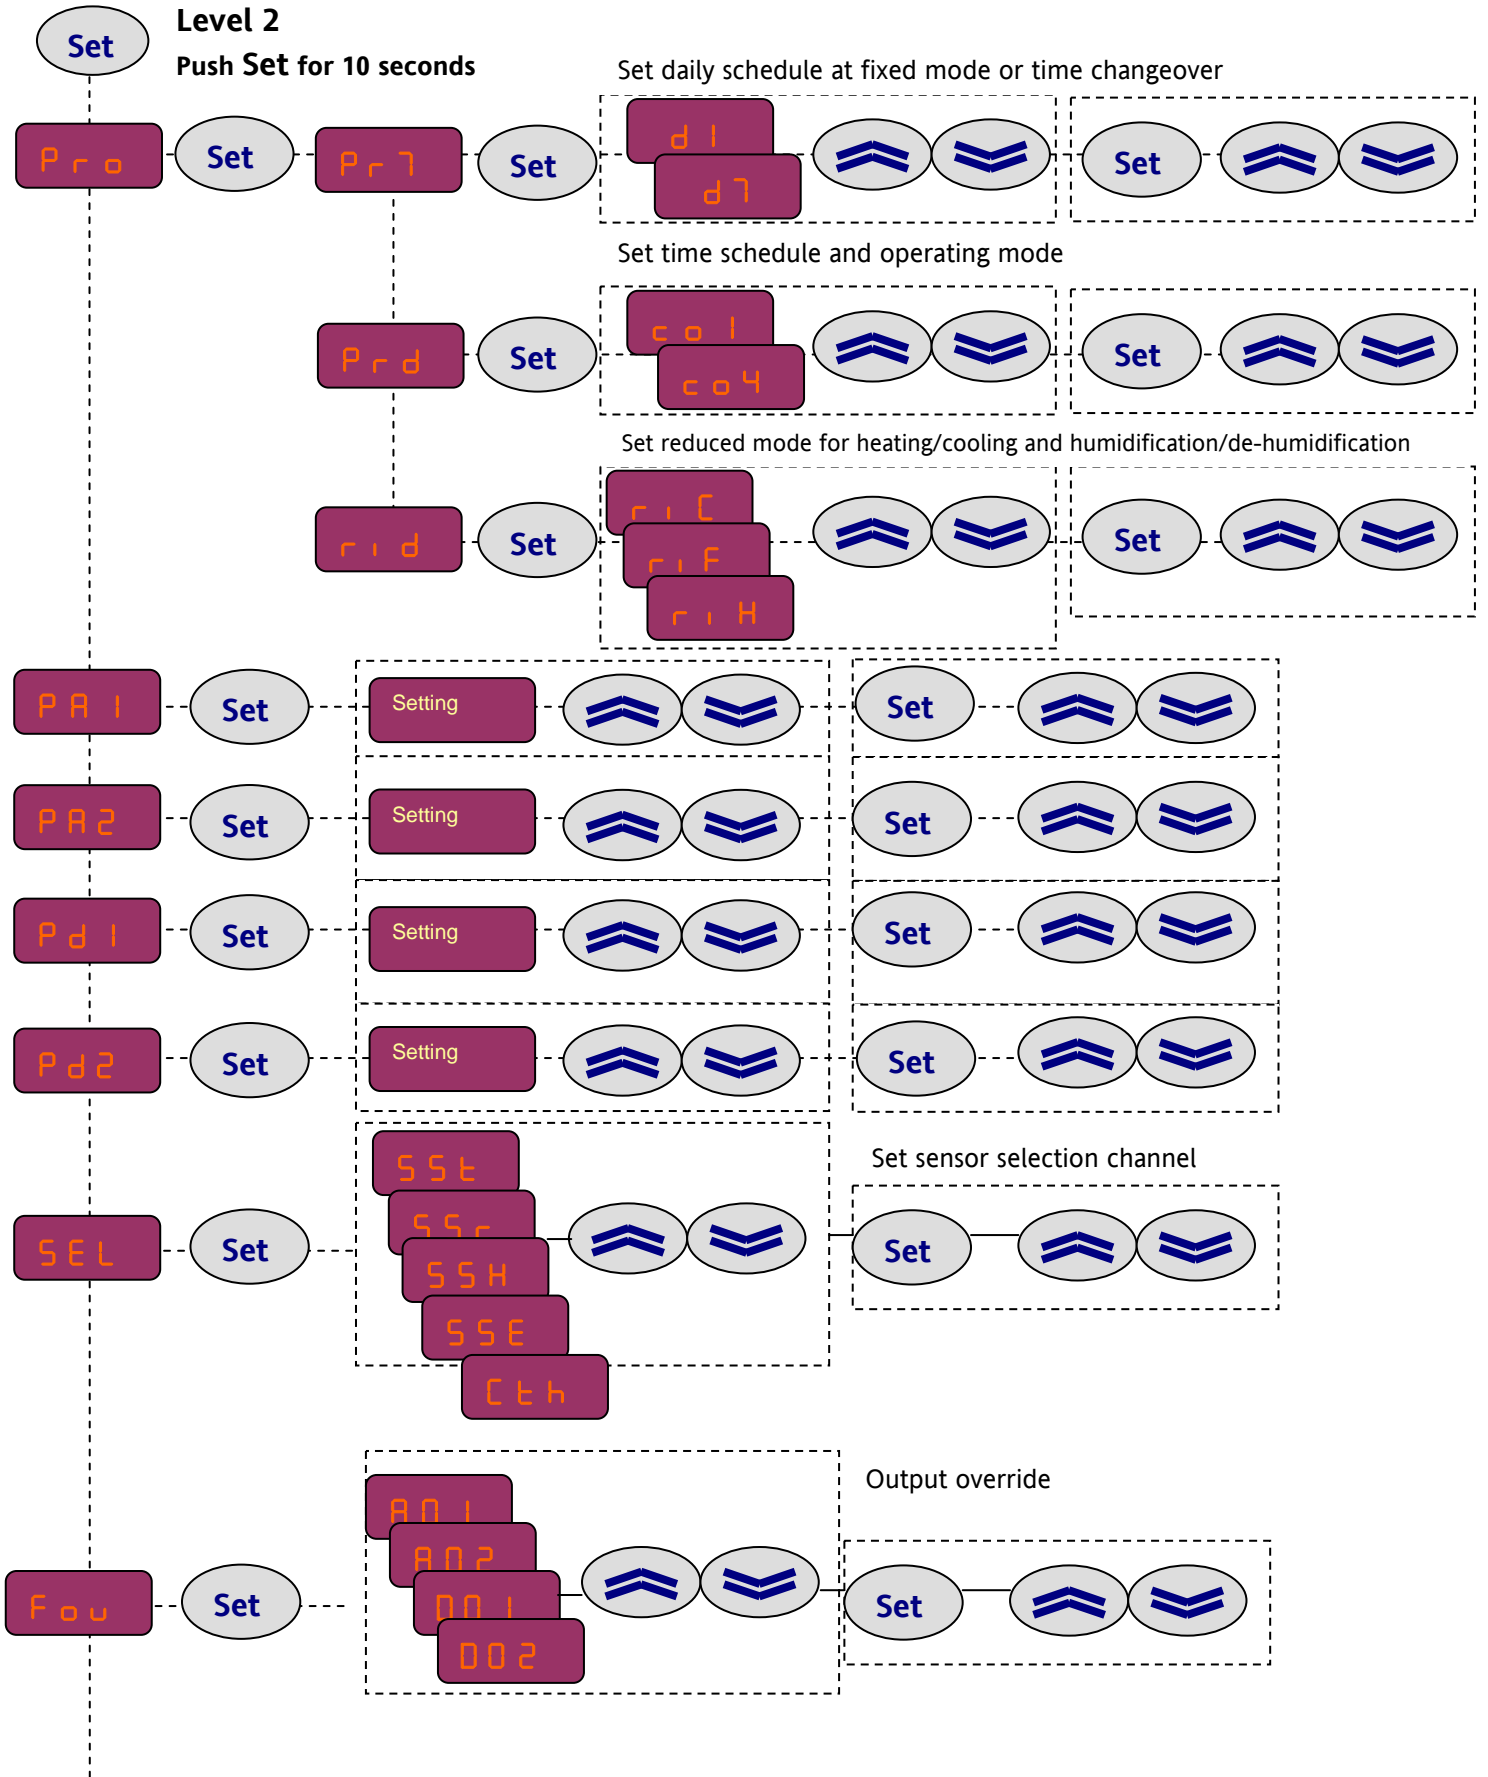 Level 2
Set
Push Set for 10 seconds
Set daily schedule at fixed mode or time changeover
Pro Set Pr7 Set d1 Set
d7
Set time schedule and operating mode
co1
Prd Set Set
co4
Set reduced mode for heating/cooling and humidification/de-humidification
riC
rid Set riF Set
riH
PA1 Set Setting Set
PA2 Set Setting Set
Pd1 Set Setting Set
Pd2 Set Setting Set
SSt
Set sensor selection channel
SSr
SEL Set SSH Set
SSE
Cth
Output override
AO1
AO2
Fou Set DO1 Set
DO2